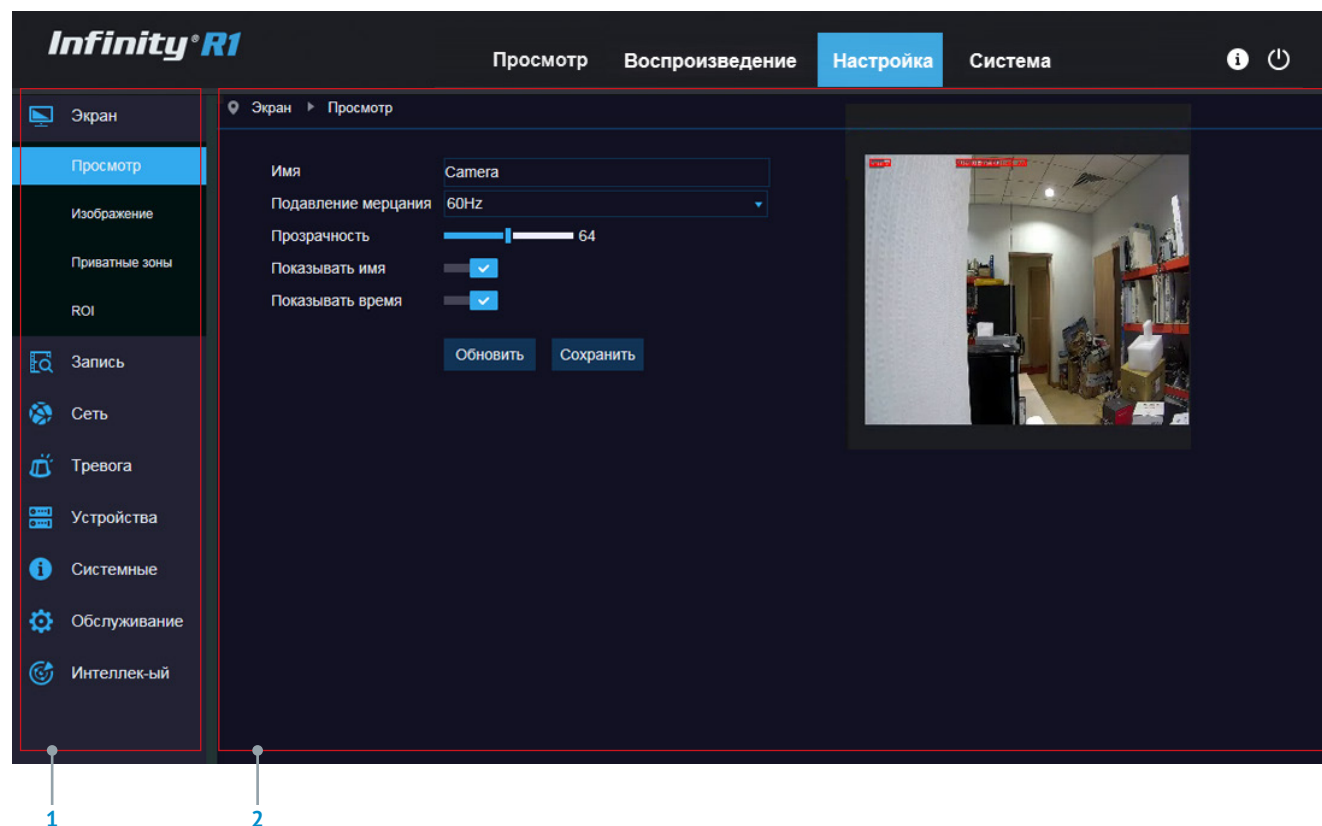 Infinity® R1
Просмотр Воспроизведение Настройка Система
Экран
Просмотр
Изображение
Приватные зоны
ROI
Запись
Сеть
Тревога
Устройства
Системные
Обслуживание
Интеллек-ый
Экран Просмотр
Имя Camera
Подавление мерцания 60Hz
Прозрачность 64
Показывать имя
Показывать время
Обновить Сохранить
1 2